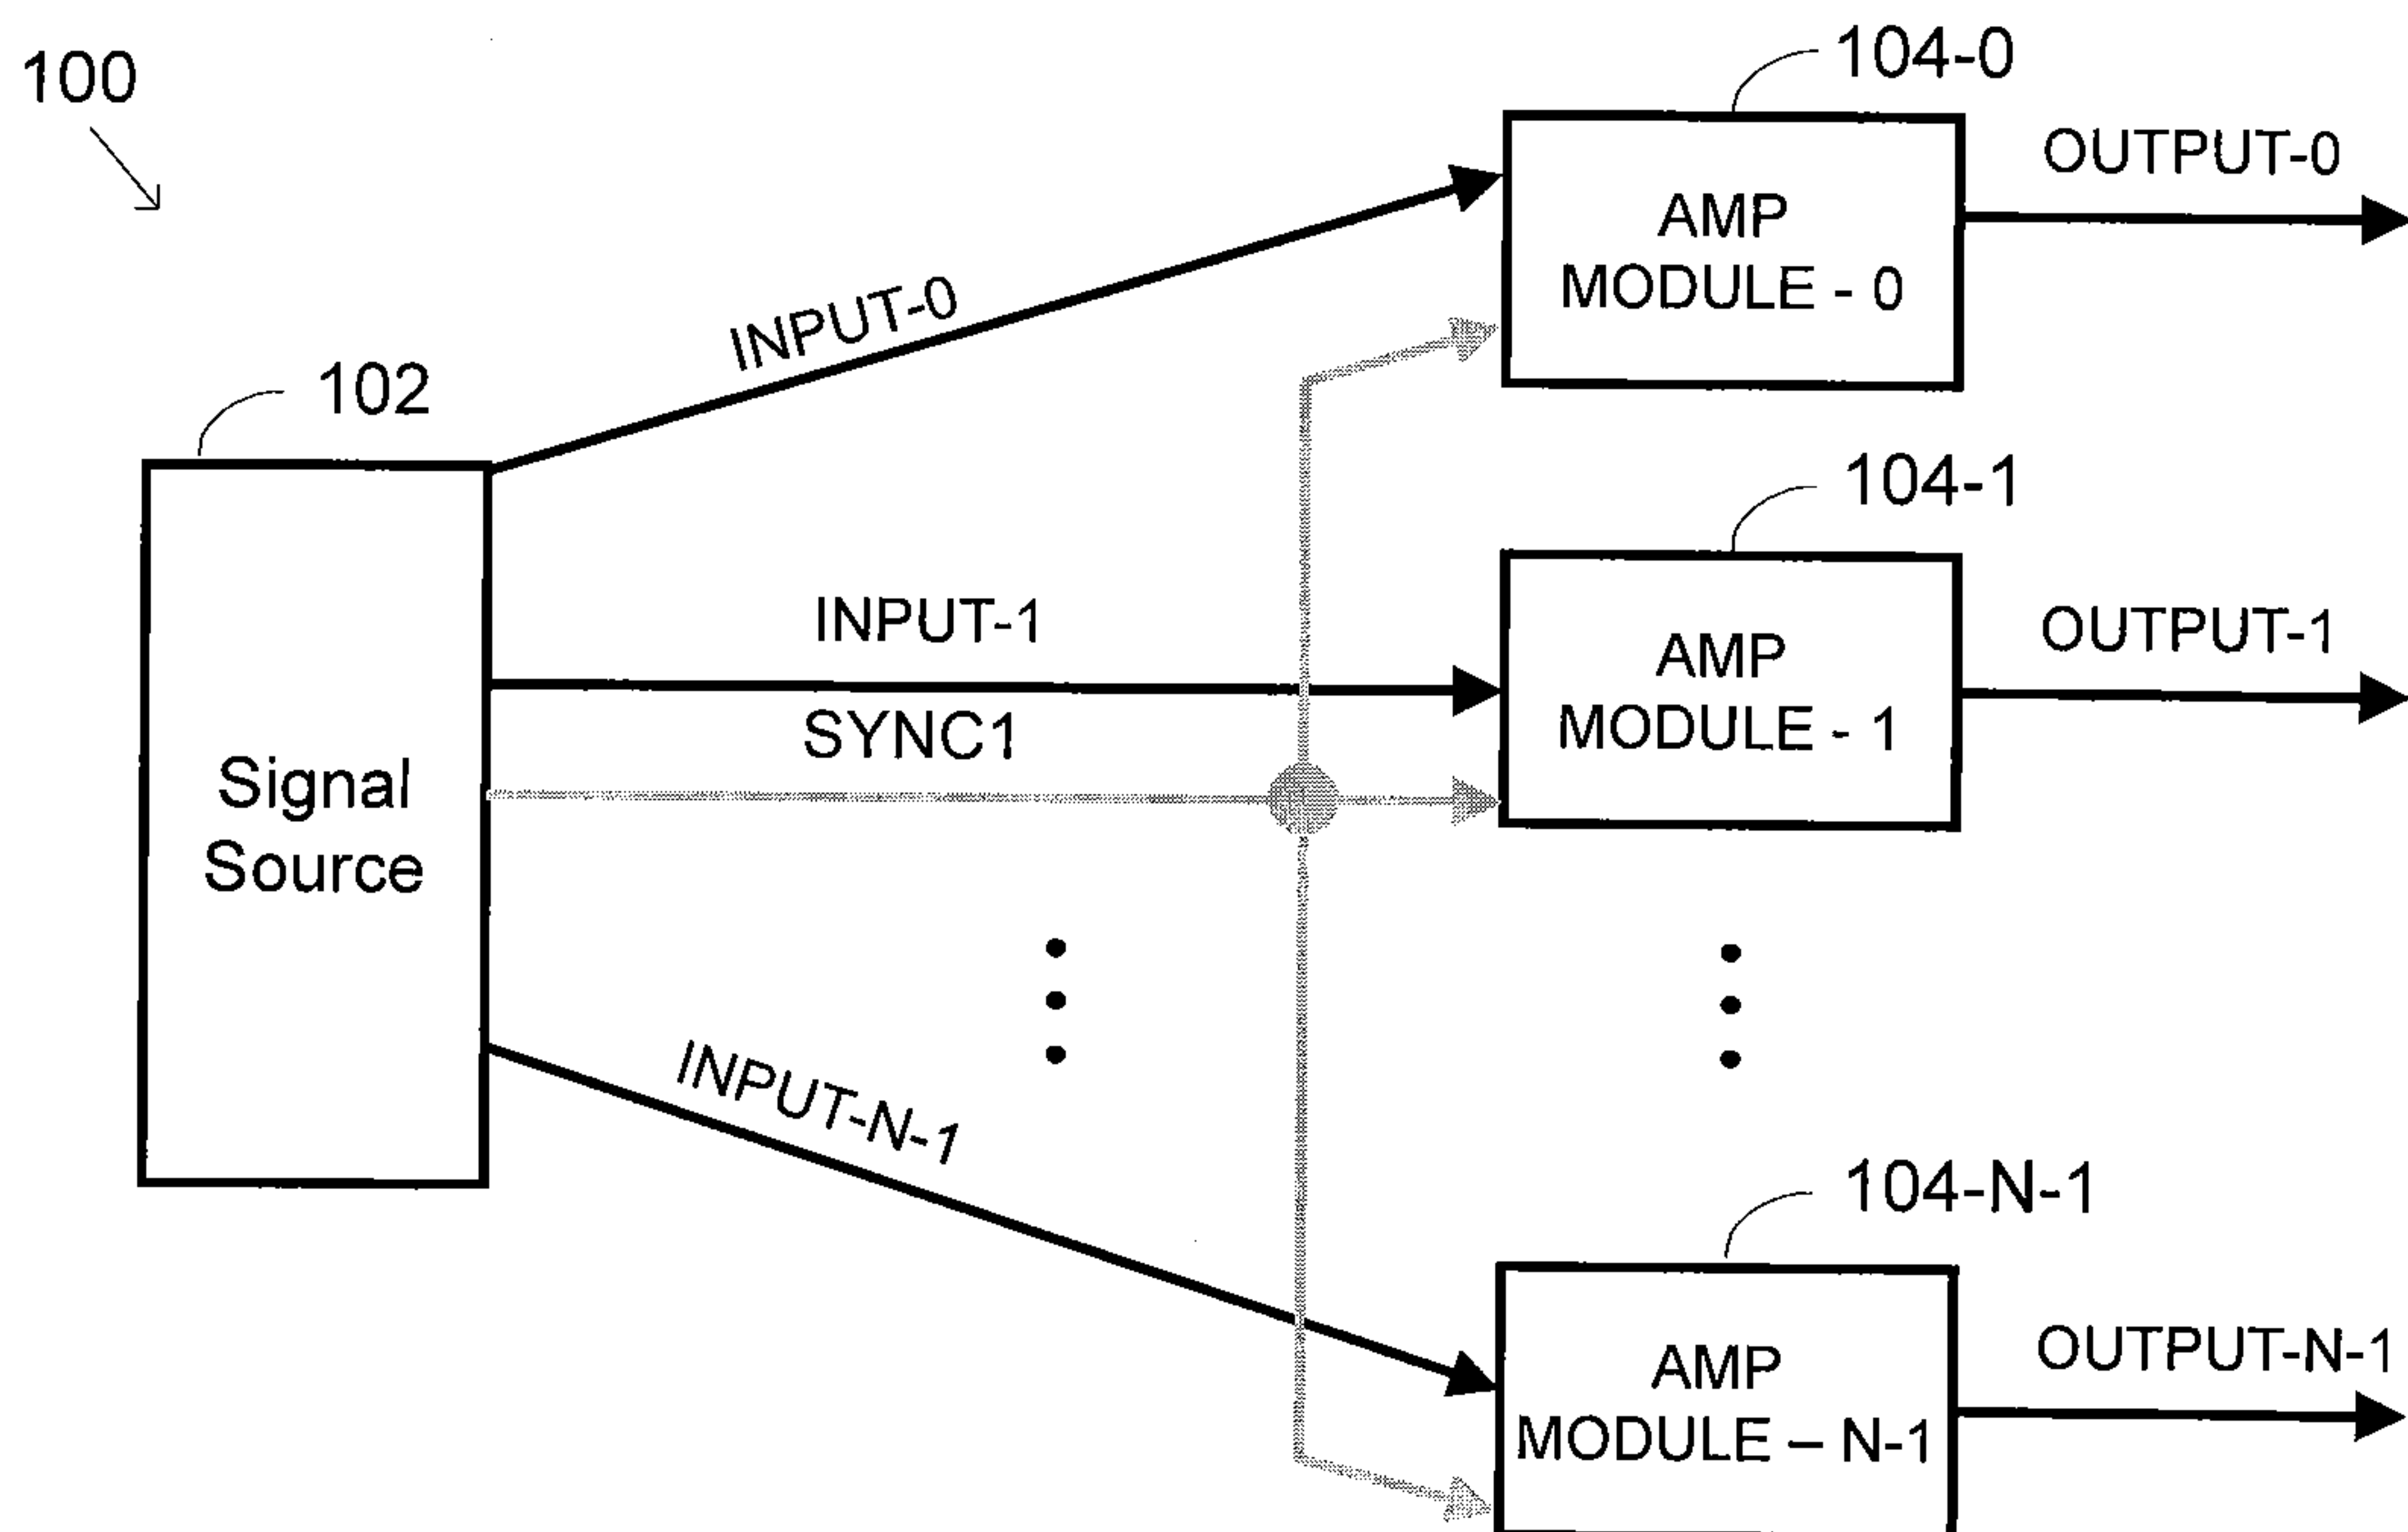 100
104-0
OUTPUT-0
AMP
MODULE - 0
INPUT-0
102
104-1
INPUT-1
OUTPUT-1
AMP
MODULE - 1
SYNC1
Signal
Source
INPUT-N-1
104-N-1
OUTPUT-N-1
AMP
MODULE – N-1